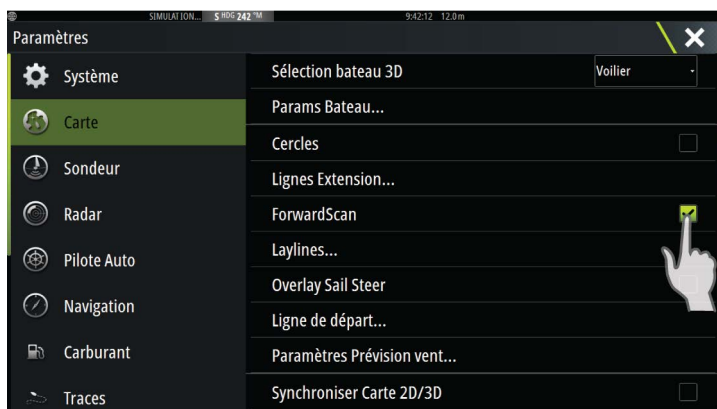 SIMULATION... S HDG 242 °M 9:42:12 12.0 m
Paramètres
Système
Carte
Sondeur
Radar
Pilote Auto
Navigation
Carburant
Traces
Sélection bateau 3D Voilier
Params Bateau...
Cercles
Lignes Extension...
ForwardScan
Laylines...
Overlay Sail Steer
Ligne de départ...
Paramètres Prévision vent...
Synchroniser Carte 2D/3D